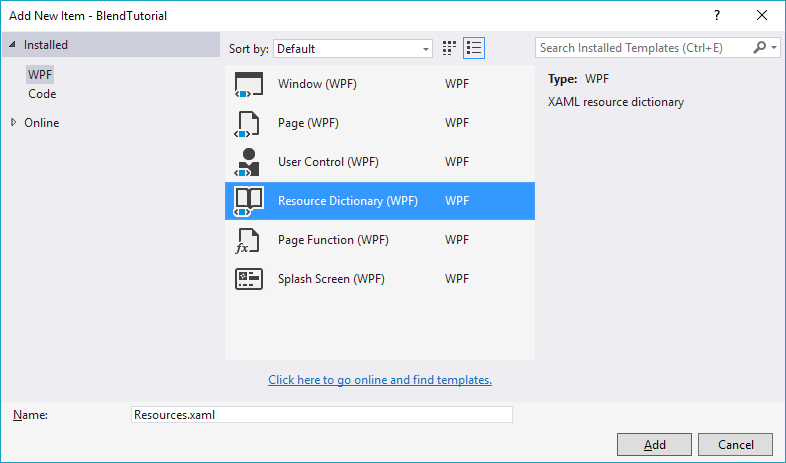 Add New Item - BlendTutorial
Installed
WPF
Code
Online
Sort by: Default
Window (WPF) WPF
Page (WPF) WPF
User Control (WPF) WPF
Resource Dictionary (WPF) WPF
Page Function (WPF) WPF
Splash Screen (WPF) WPF
Click here to go online and find templates.
Search Installed Templates (Ctrl+E)
Type: WPF
XAML resource dictionary
Name: Resources.xaml
Add Cancel